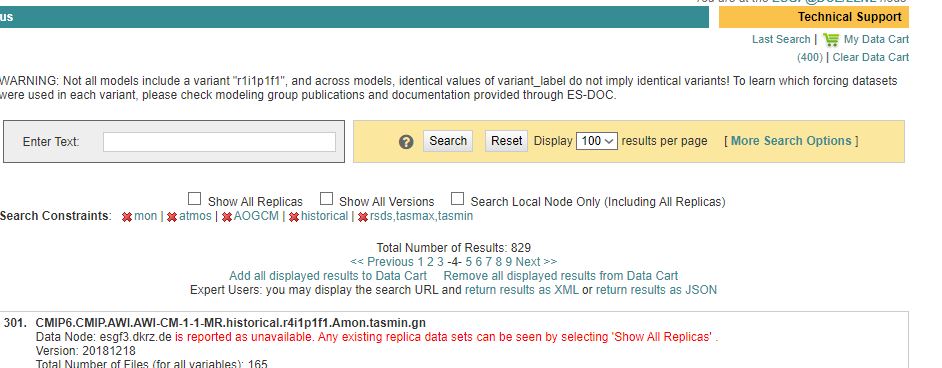 us
Technical Support
Last Search | My Data Cart
(400) | Clear Data Cart
WARNING: Not all models include a variant "r1i1p1f1", and across models, identical values of variant_label do not imply identical variants! To learn which forcing datasets
were used in each variant, please check modeling group publications and documentation provided through ES-DOC.
Enter Text:
? Search Reset Display 100 results per page [ More Search Options ]
Show All Replicas Show All Versions Search Local Node Only (Including All Replicas)
Search Constraints: mon | atmos | AOGCM | historical | rsds,tasmax,tasmin
Total Number of Results: 829
<< Previous 1 2 3 -4- 5 6 7 8 9 Next >>
Add all displayed results to Data Cart Remove all displayed results from Data Cart
Expert Users: you may display the search URL and return results as XML or return results as JSON
301. CMIP6.CMIP.AWI.AWI-CM-1-1-MR.historical.r4i1p1f1.Amon.tasmin.gn
Data Node: esgf3.dkrz.de is reported as unavailable. Any existing replica data sets can be seen by selecting 'Show All Replicas' .
Version: 20181218
Total Number of Files (for all variables): 165